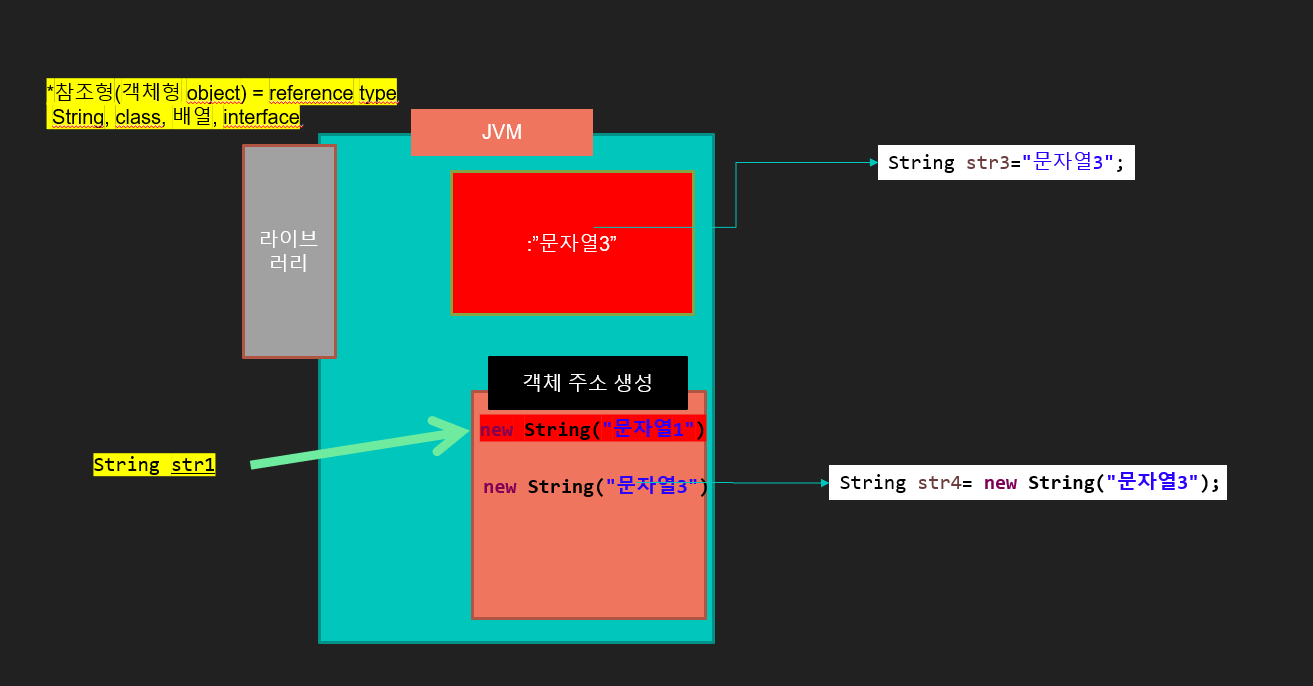 *참조형(객체형 object) = reference type
String, class, 배열, interface
JVM
String str3="문자열3";
라이브
러리
:”문자열3”
객체 주소 생성
new String("문자열1")
String str1
new String("문자열3")
String str4= new String("문자열3");